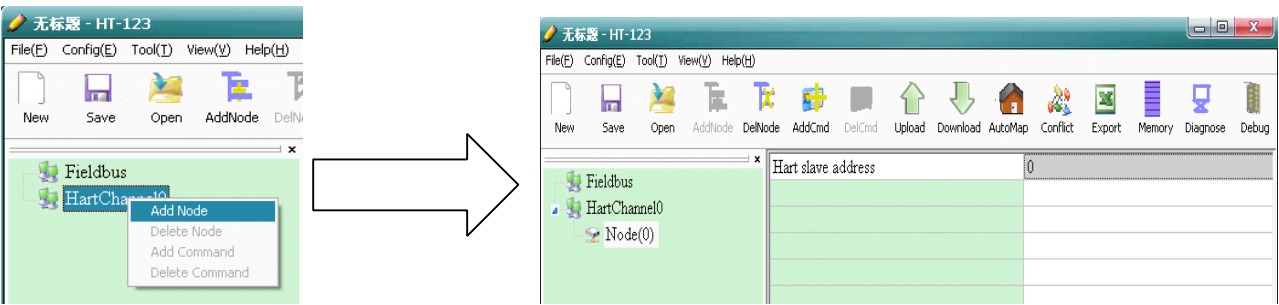 无标题 - HT-123
File(F) Config(E) Tool(T) View(V) Help(H)
New Save Open AddNode DelN
Fieldbus
HartChannel0
Add Node
Delete Node
Add Command
Delete Command
无标题 - HT-123
File(F) Config(E) Tool(T) View(V) Help(H)
New Save Open AddNode DelNode AddCmd DelCmd Upload Download AutoMap Conflict Export Memory Diagnose Debug
Fieldbus
HartChannel0
Node(0)
Hart slave address 0